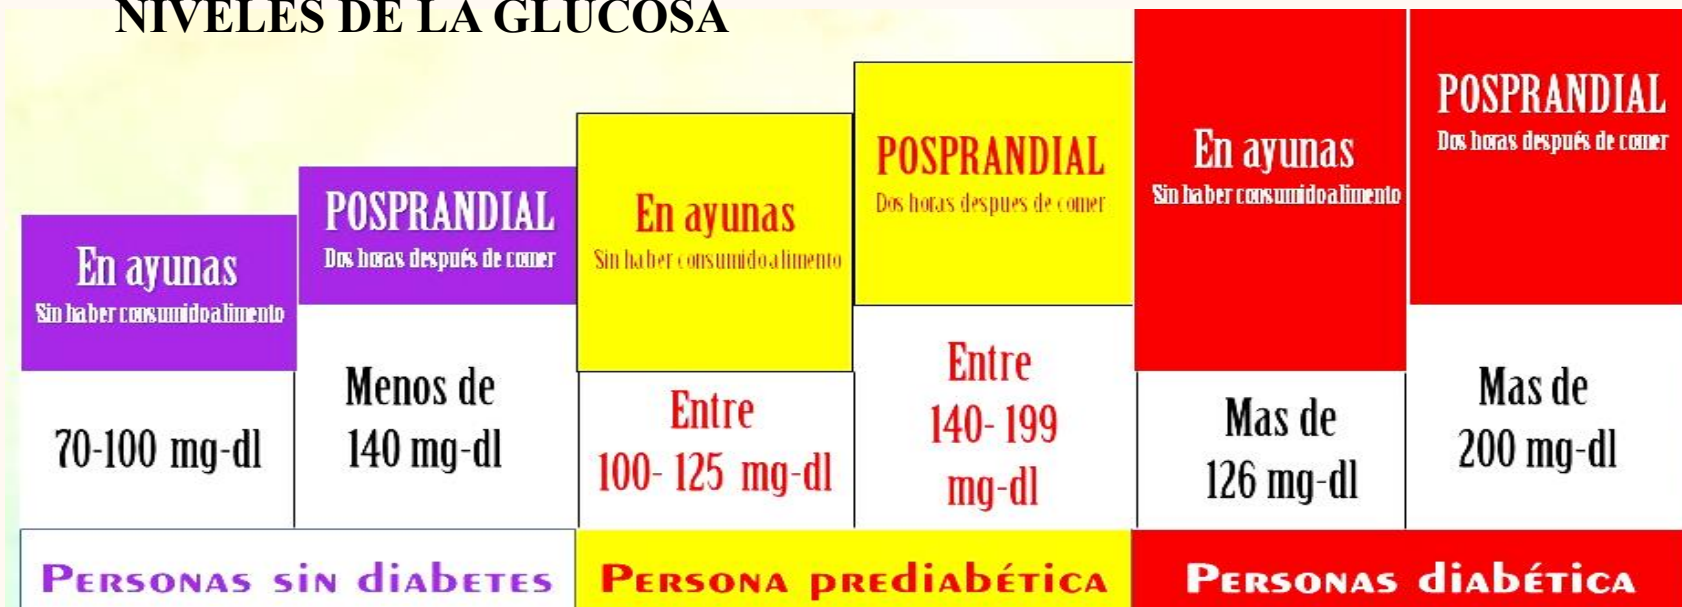 NIVELES DE LA GLUCOSA
En ayunas
Sin haber consumido alimento
70-100 mg-dl
POSPRANDIAL
Dos horas después de comer
Menos de
140 mg-dl
Personas sin diabetes
En ayunas
Sin haber consumido alimento
Entre
100- 125 mg-dl
POSPRANDIAL
Dos horas despues de comer
Entre
140- 199
mg-dl
Persona prediabética
En ayunas
Sin haber consumido alimento
Mas de
126 mg-dl
POSPRANDIAL
Dos horas después de comer
Mas de
200 mg-dl
Personas diabética